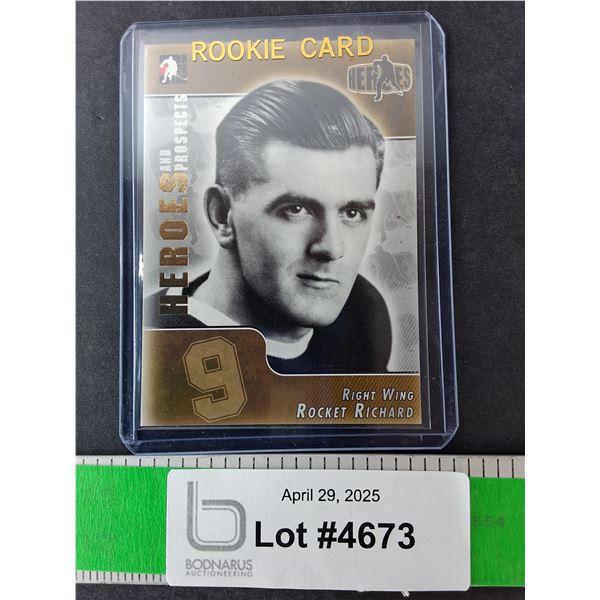 ROOKIE CARD
HEROES
HEROES
AND
PROSPECTS
9
RIGHT WING
ROCKET RICHARD
April 29, 2025
Lot #4673
b
BODNARUS
AUCTIONEERING